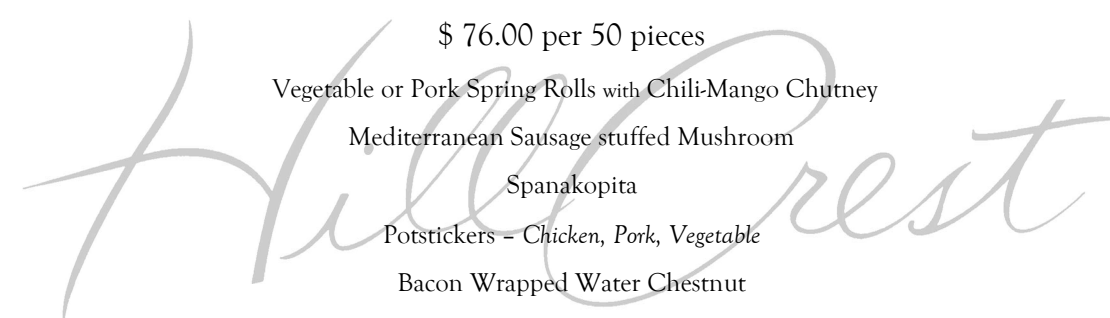 $ 76.00 per 50 pieces
Vegetable or Pork Spring Rolls with Chili-Mango Chutney
Mediterranean Sausage stuffed Mushroom
Spanakopita
Potstickers – Chicken, Pork, Vegetable
Bacon Wrapped Water Chestnut
HillCrest